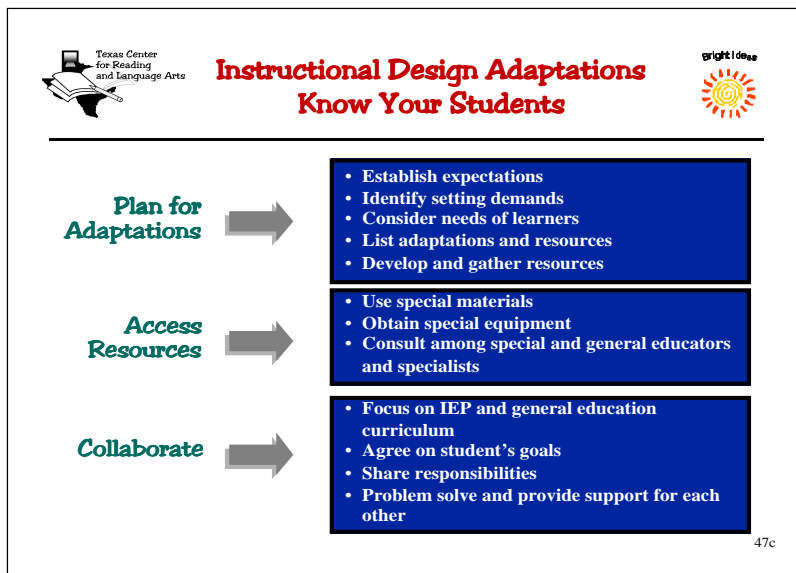 Texas Center
for Reading
and Language Arts
Instructional Design Adaptations
Know Your Students
Bright Ideas
Plan for
Adaptations
• Establish expectations
• Identify setting demands
• Consider needs of learners
• List adaptations and resources
• Develop and gather resources
Access
Resources
• Use special materials
• Obtain special equipment
• Consult among special and general educators
and specialists
Collaborate
• Focus on IEP and general education
curriculum
• Agree on student's goals
• Share responsibilities
• Problem solve and provide support for each
other
47c